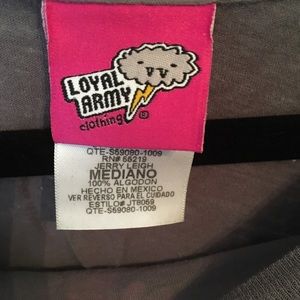 LOYAL
ARMY
clothing
QTE-S59080-1009
RN# 55219
JERRY LEIGH
MEDIANO
100% ALGODON
HECHO EN MEXICO
VER REVERSO PARA EL CUIDADO
ESTILO# JT8069
QTE-S59080-1009